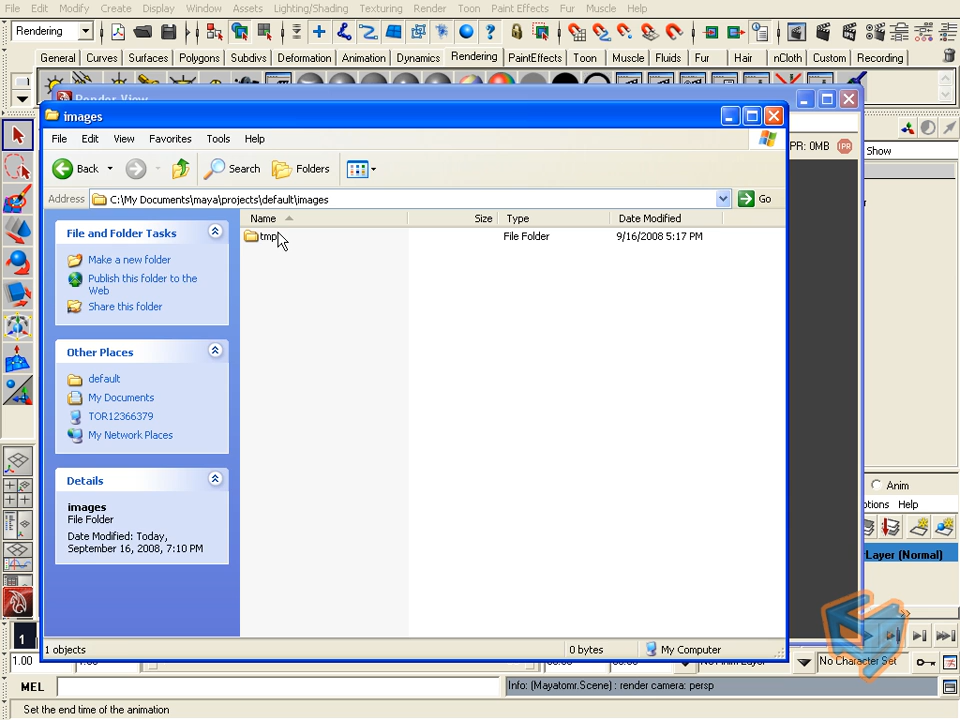 File Edit Modify Create Display Window Assets Lighting/Shading Texturing Render Toon Paint Effects Fur Muscle Help
Rendering
General Curves Surfaces Polygons Subdivs Deformation Animation Dynamics Rendering PaintEffects Toon Muscle Fluids Fur Hair nCloth Custom Recording
Render View
images
File Edit View Favorites Tools Help
PR: 0MB
Show
Back Search Folders
Address C:\My Documents\maya\projects\default\images Go
Name Size Type Date Modified
tmp File Folder 9/16/2008 5:17 PM
File and Folder Tasks
Make a new folder
Publish this folder to the
Web
Share this folder
Other Places
default
My Documents
TOR12366379
My Network Places
Details
images
File Folder
Date Modified: Today,
September 16, 2008, 7:10 PM
Anim
otions Help
Layer (Normal)
1
1 objects 0 bytes My Computer
1.00 No Character Set
MEL Info: (Mayatomr.Scene) : render camera: persp
Set the end time of the animation